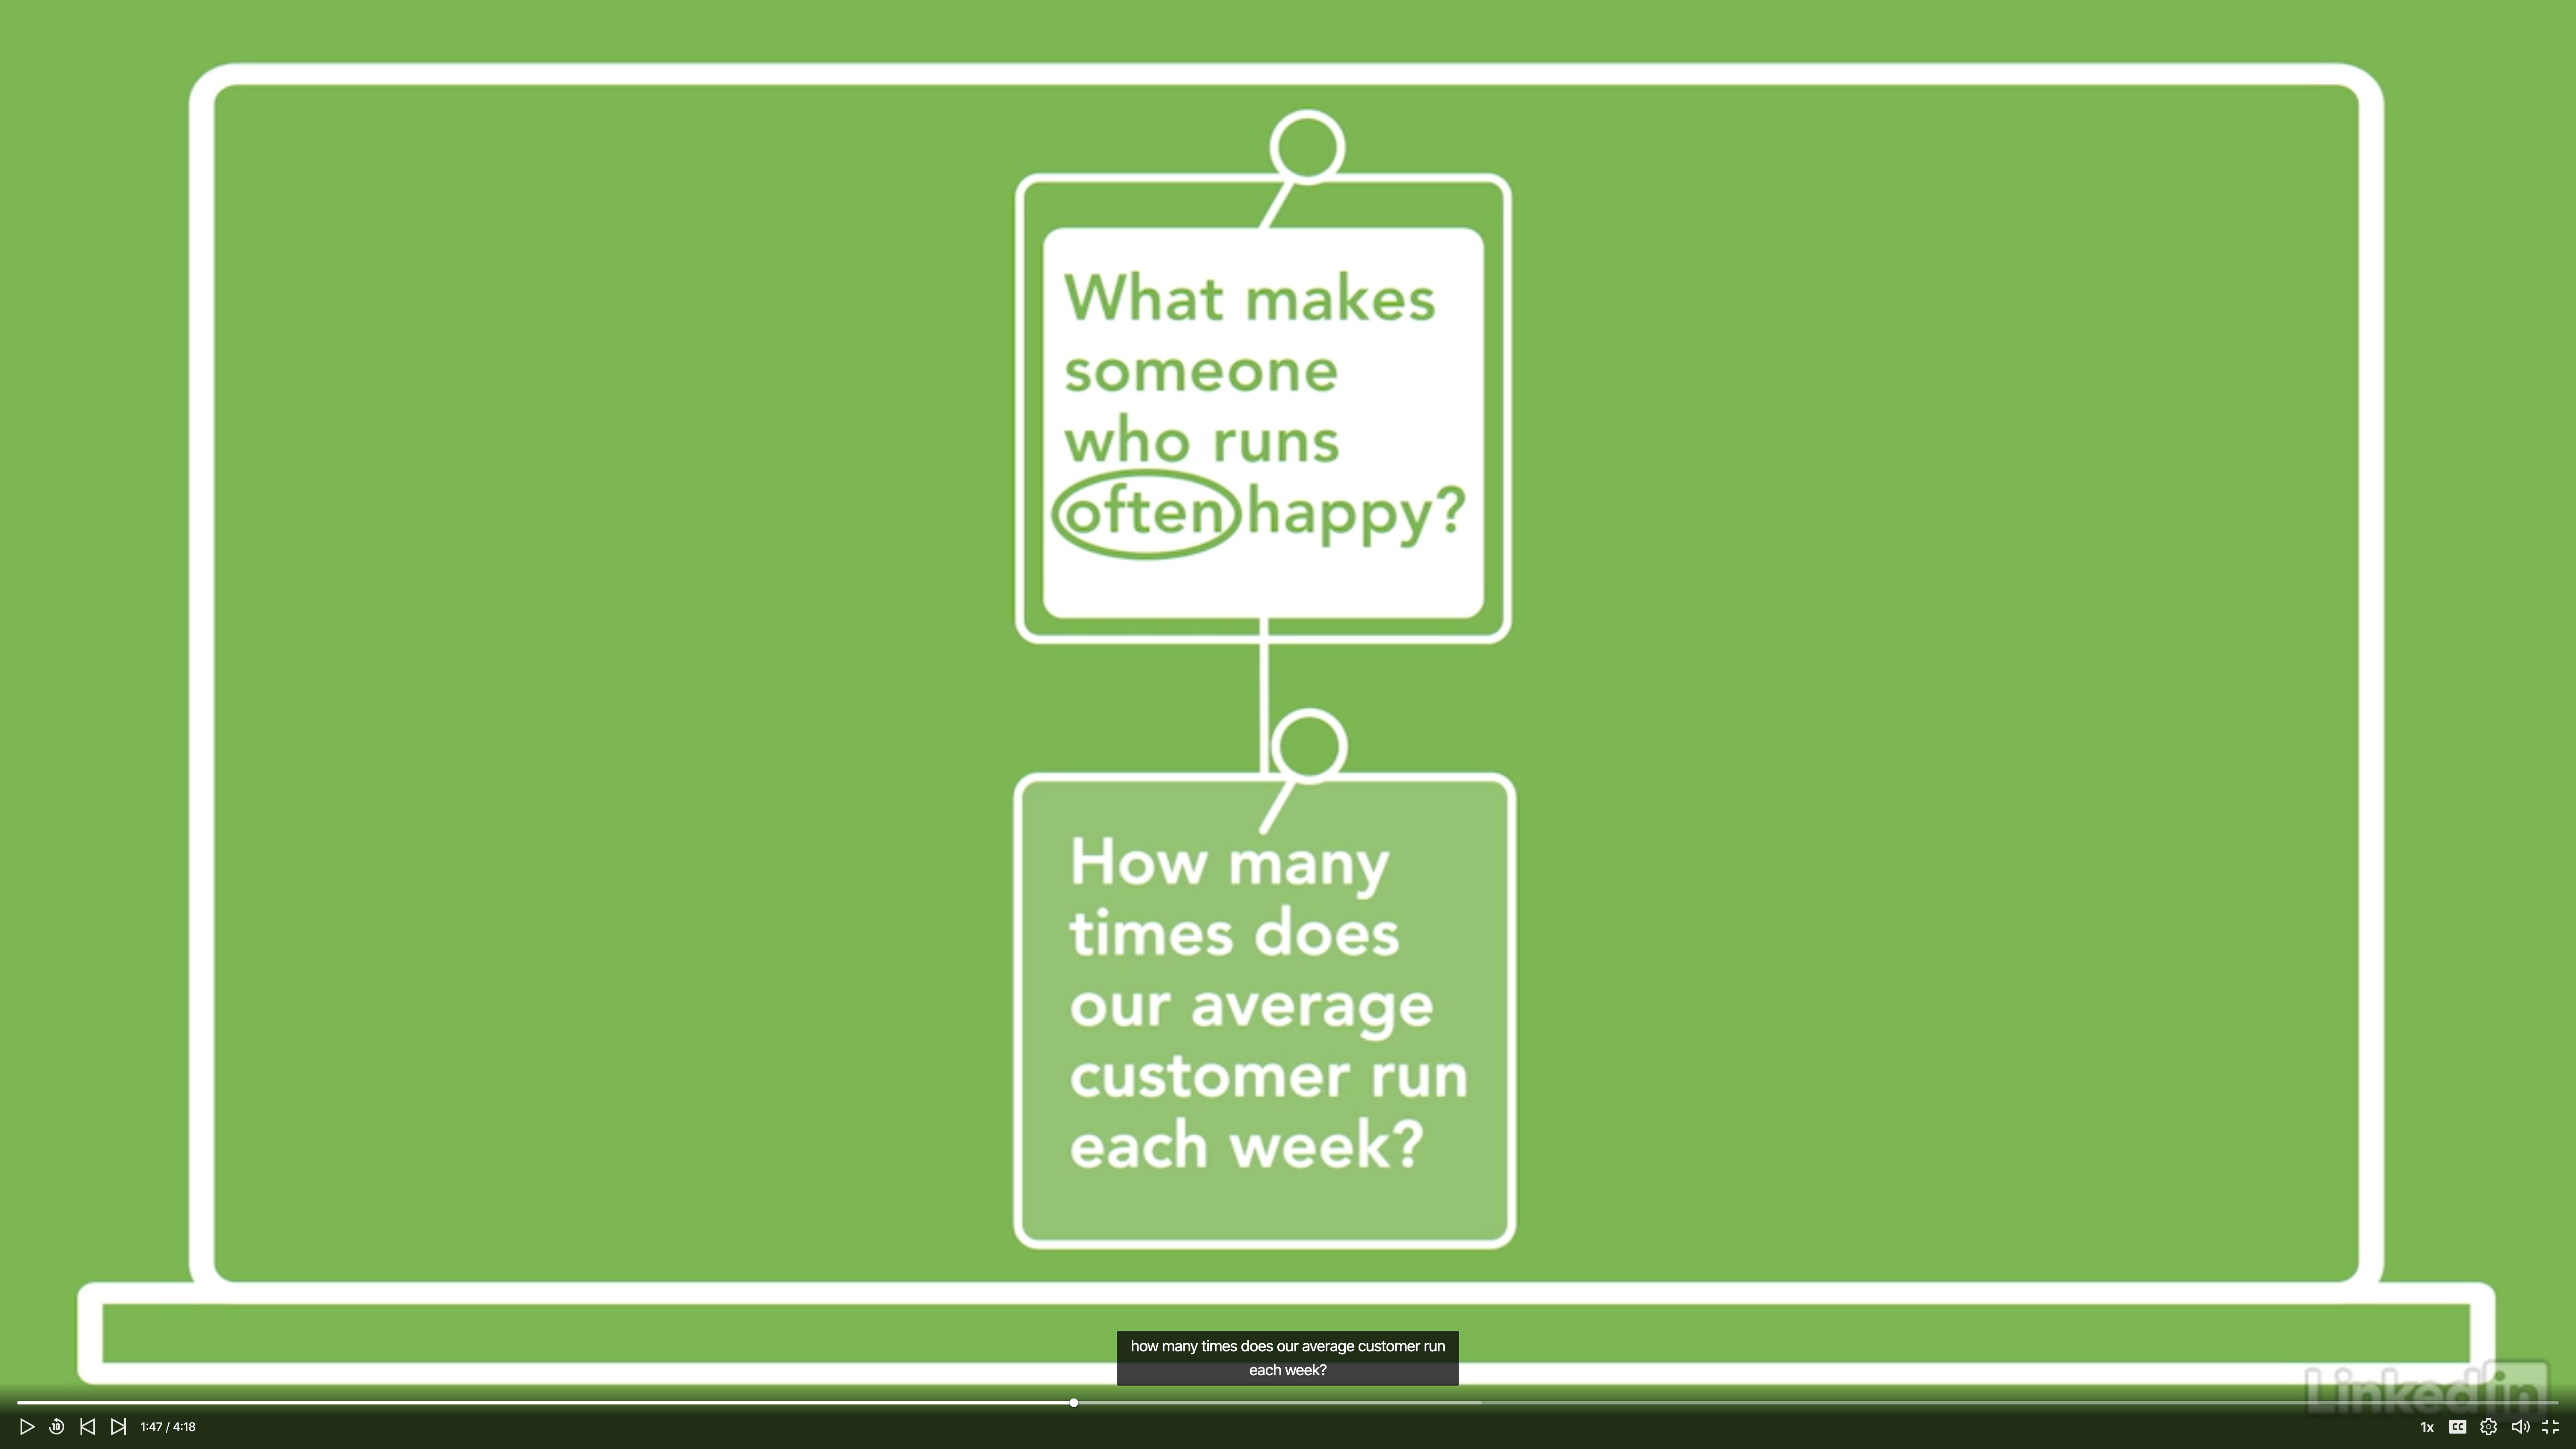 What makes
someone
who runs
often happy?
How many
times does
our average
customer run
each week?
how many times does our average customer run
each week?
LinkedIn
10
1:47 / 4:18
1x
CC